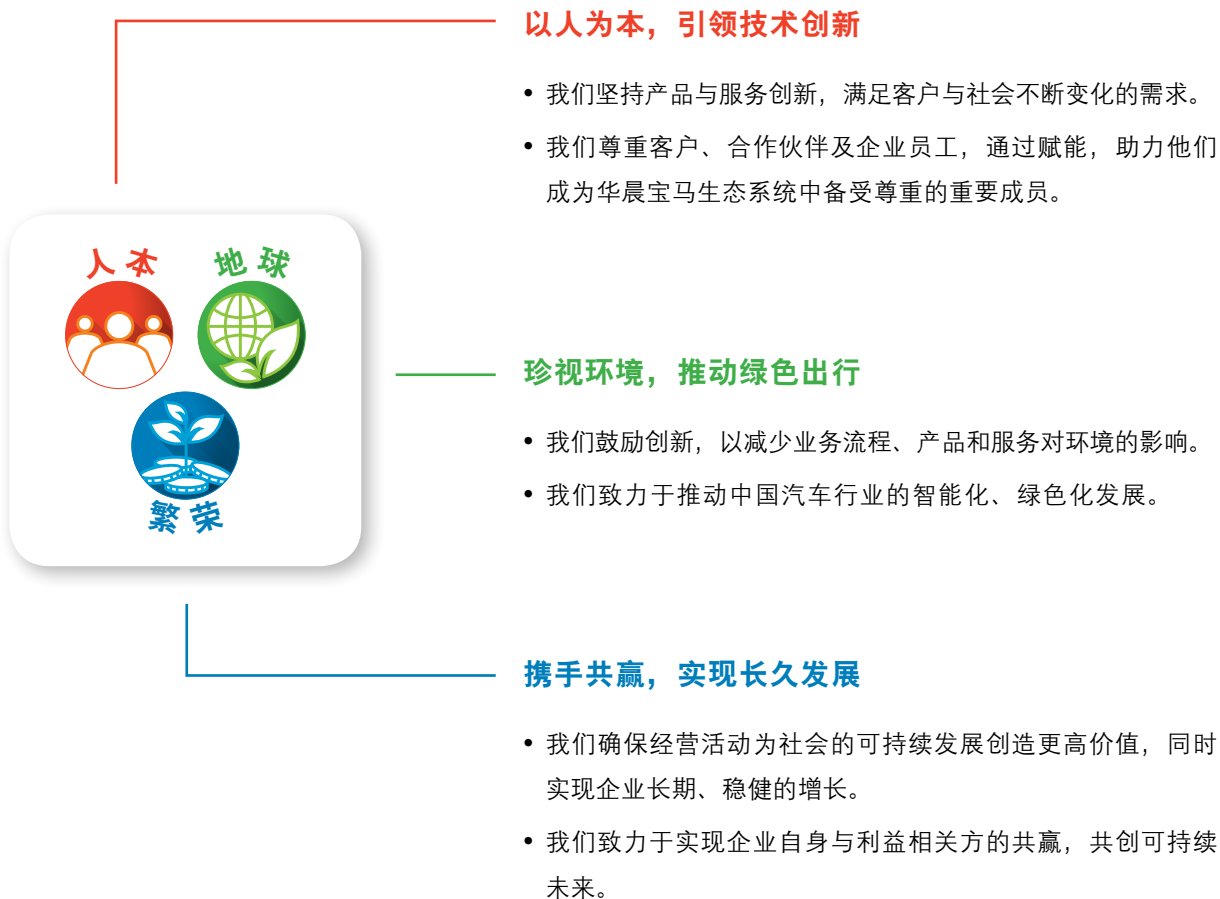 以人为本，引领技术创新
• 我们坚持产品与服务创新，满足客户与社会不断变化的需求。
• 我们尊重客户、合作伙伴及企业员工，通过赋能，助力他们
成为华晨宝马生态系统中备受尊重的重要成员。
人本 地球
繁荣
珍视环境，推动绿色出行
• 我们鼓励创新，以减少业务流程、产品和服务对环境的影响。
• 我们致力于推动中国汽车行业的智能化、绿色化发展。
携手共赢，实现长久发展
• 我们确保经营活动为社会的可持续发展创造更高价值，同时
实现企业长期、稳健的增长。
• 我们致力于实现企业自身与利益相关方的共赢，共创可持续
未来。